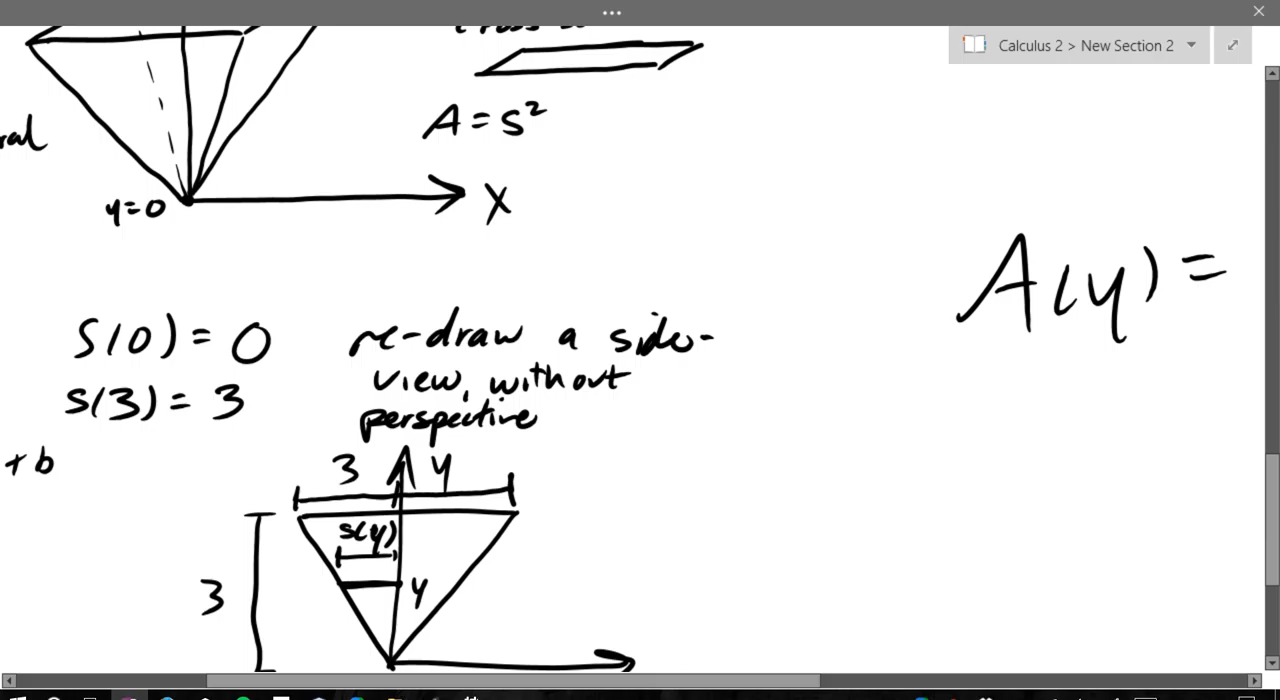 Calculus 2 > New Section 2
A = s²
y=0
X
A(y) =
S(0) = 0
S(3) = 3
+ b
re-draw a side-
view, without
perspective
3
y
s(y)
y
3